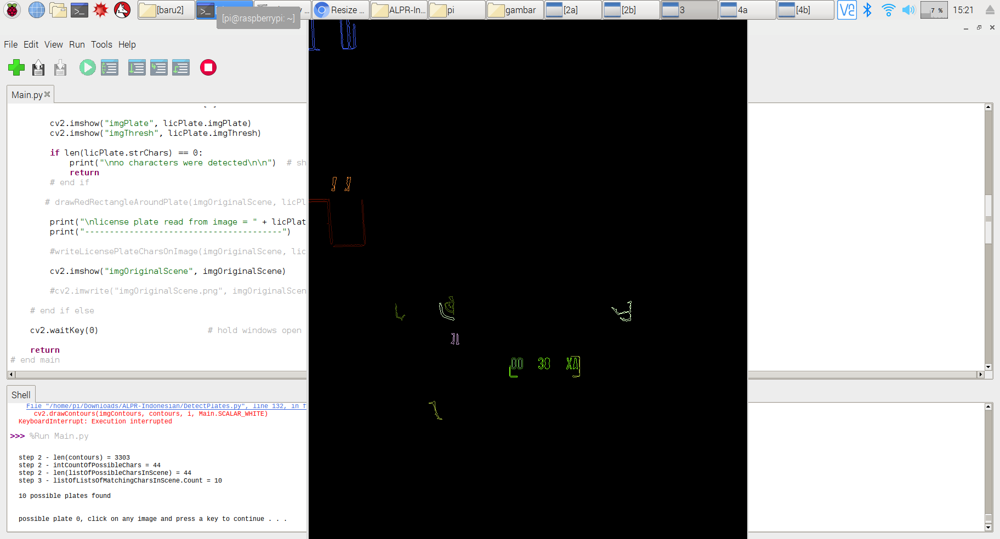 [baru2]
Resize ...
ALPR-In...
pi
gambar
[2a]
[2b]
3
4a
[4b]
7 %
15:21
[pi@raspberrypi: ~]
File Edit View Run Tools Help
Main.py
cv2.imshow("imgPlate", licPlate.imgPlate)
cv2.imshow("imgThresh", licPlate.imgThresh)
if len(licPlate.strChars) == 0:
print("\nno characters were detected\n\n") # sh
return
# end if
# drawRedRectangleAroundPlate(imgOriginalScene, licPl
print("\nlicense plate read from image = " + licPlat
print("----------------------------------------")
#writeLicensePlateCharsOnImage(imgOriginalScene, lic
cv2.imshow("imgOriginalScene", imgOriginalScene)
#cv2.imwrite("imgOriginalScene.png", imgOriginalScen
# end if else
cv2.waitKey(0) # hold windows open
return
# end main
DD 30 XA
Shell
File "/home/pi/Downloads/ALPR-Indonesian/DetectPlates.py", line 132, in f
cv2.drawContours(imgContours, contours, i, Main.SCALAR_WHITE)
KeyboardInterrupt: Execution interrupted
>>> %Run Main.py
step 2 - len(contours) = 3303
step 2 - intCountOfPossibleChars = 44
step 2 - len(listOfPossibleCharsInScene) = 44
step 3 - listOfListsOfMatchingCharsInScene.Count = 10
10 possible plates found
possible plate 0, click on any image and press a key to continue . . .